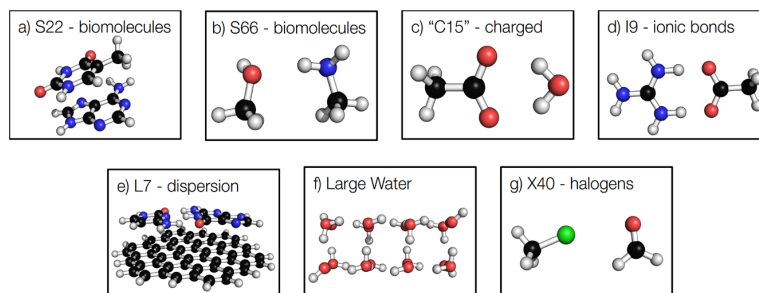 a) S22 - biomolecules
b) S66 - biomolecules
c) “C15” - charged
d) I9 - ionic bonds
e) L7 - dispersion
f) Large Water
g) X40 - halogens